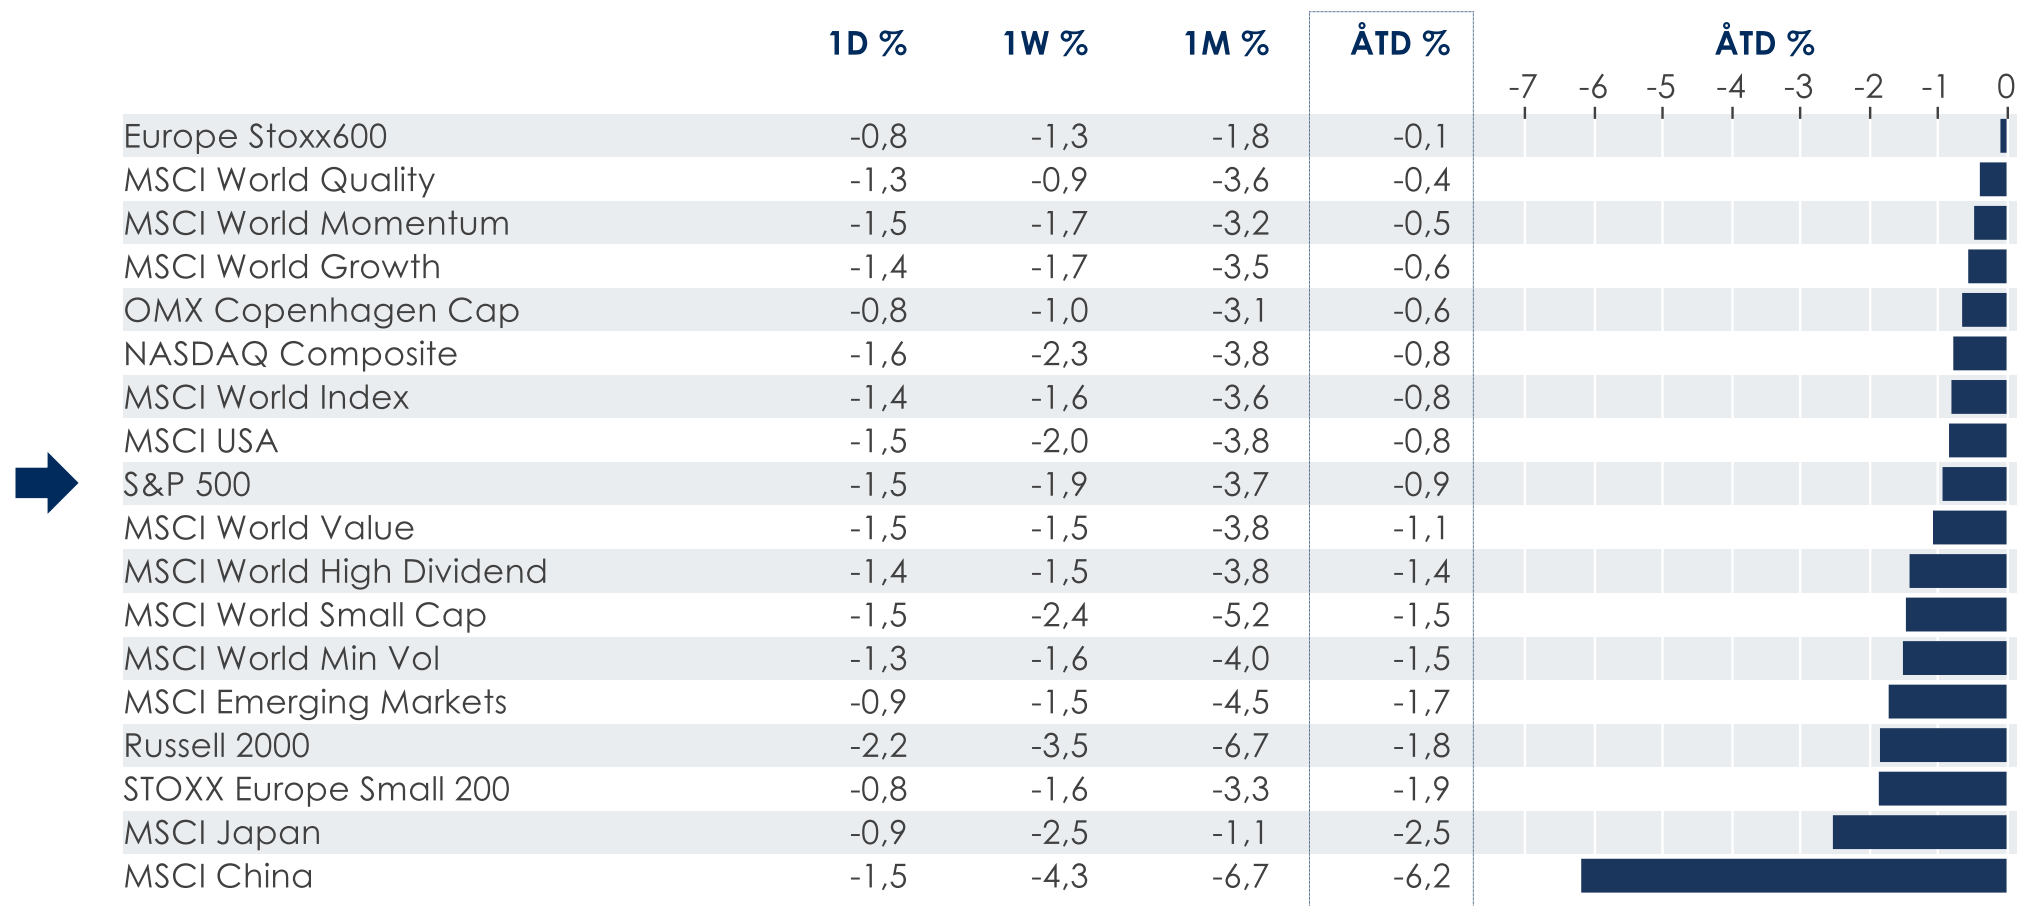 1D % 1W % 1M % ÅTD % ÅTD %
-7 -6 -5 -4 -3 -2 -1 0
Europe Stoxx600 -0,8 -1,3 -1,8 -0,1
MSCI World Quality -1,3 -0,9 -3,6 -0,4
MSCI World Momentum -1,5 -1,7 -3,2 -0,5
MSCI World Growth -1,4 -1,7 -3,5 -0,6
OMX Copenhagen Cap -0,8 -1,0 -3,1 -0,6
NASDAQ Composite -1,6 -2,3 -3,8 -0,8
MSCI World Index -1,4 -1,6 -3,6 -0,8
MSCI USA -1,5 -2,0 -3,8 -0,8
S&P 500 -1,5 -1,9 -3,7 -0,9
MSCI World Value -1,5 -1,5 -3,8 -1,1
MSCI World High Dividend -1,4 -1,5 -3,8 -1,4
MSCI World Small Cap -1,5 -2,4 -5,2 -1,5
MSCI World Min Vol -1,3 -1,6 -4,0 -1,5
MSCI Emerging Markets -0,9 -1,5 -4,5 -1,7
Russell 2000 -2,2 -3,5 -6,7 -1,8
STOXX Europe Small 200 -0,8 -1,6 -3,3 -1,9
MSCI Japan -0,9 -2,5 -1,1 -2,5
MSCI China -1,5 -4,3 -6,7 -6,2